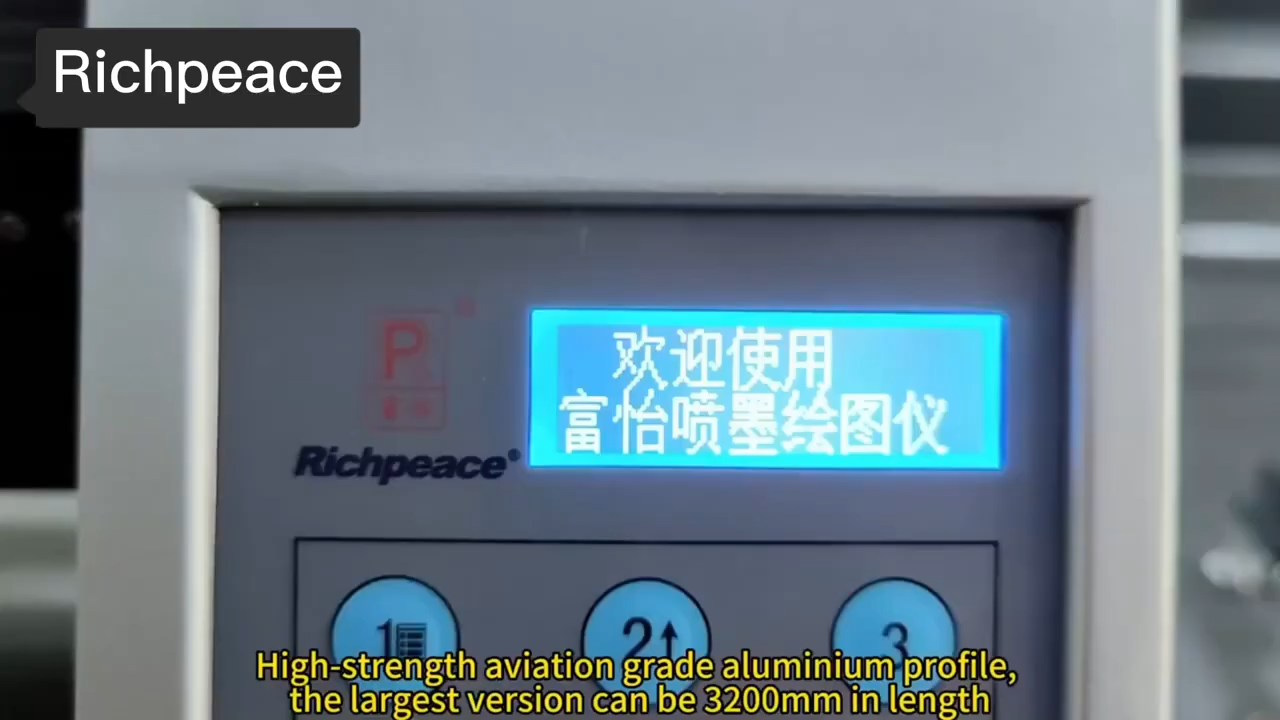 Richpeace
欢迎使用
富怡喷墨绘图仪
P
Richpeace®
1
2↑
3
High-strength aviation grade aluminium profile,
the largest version can be 3200mm in length